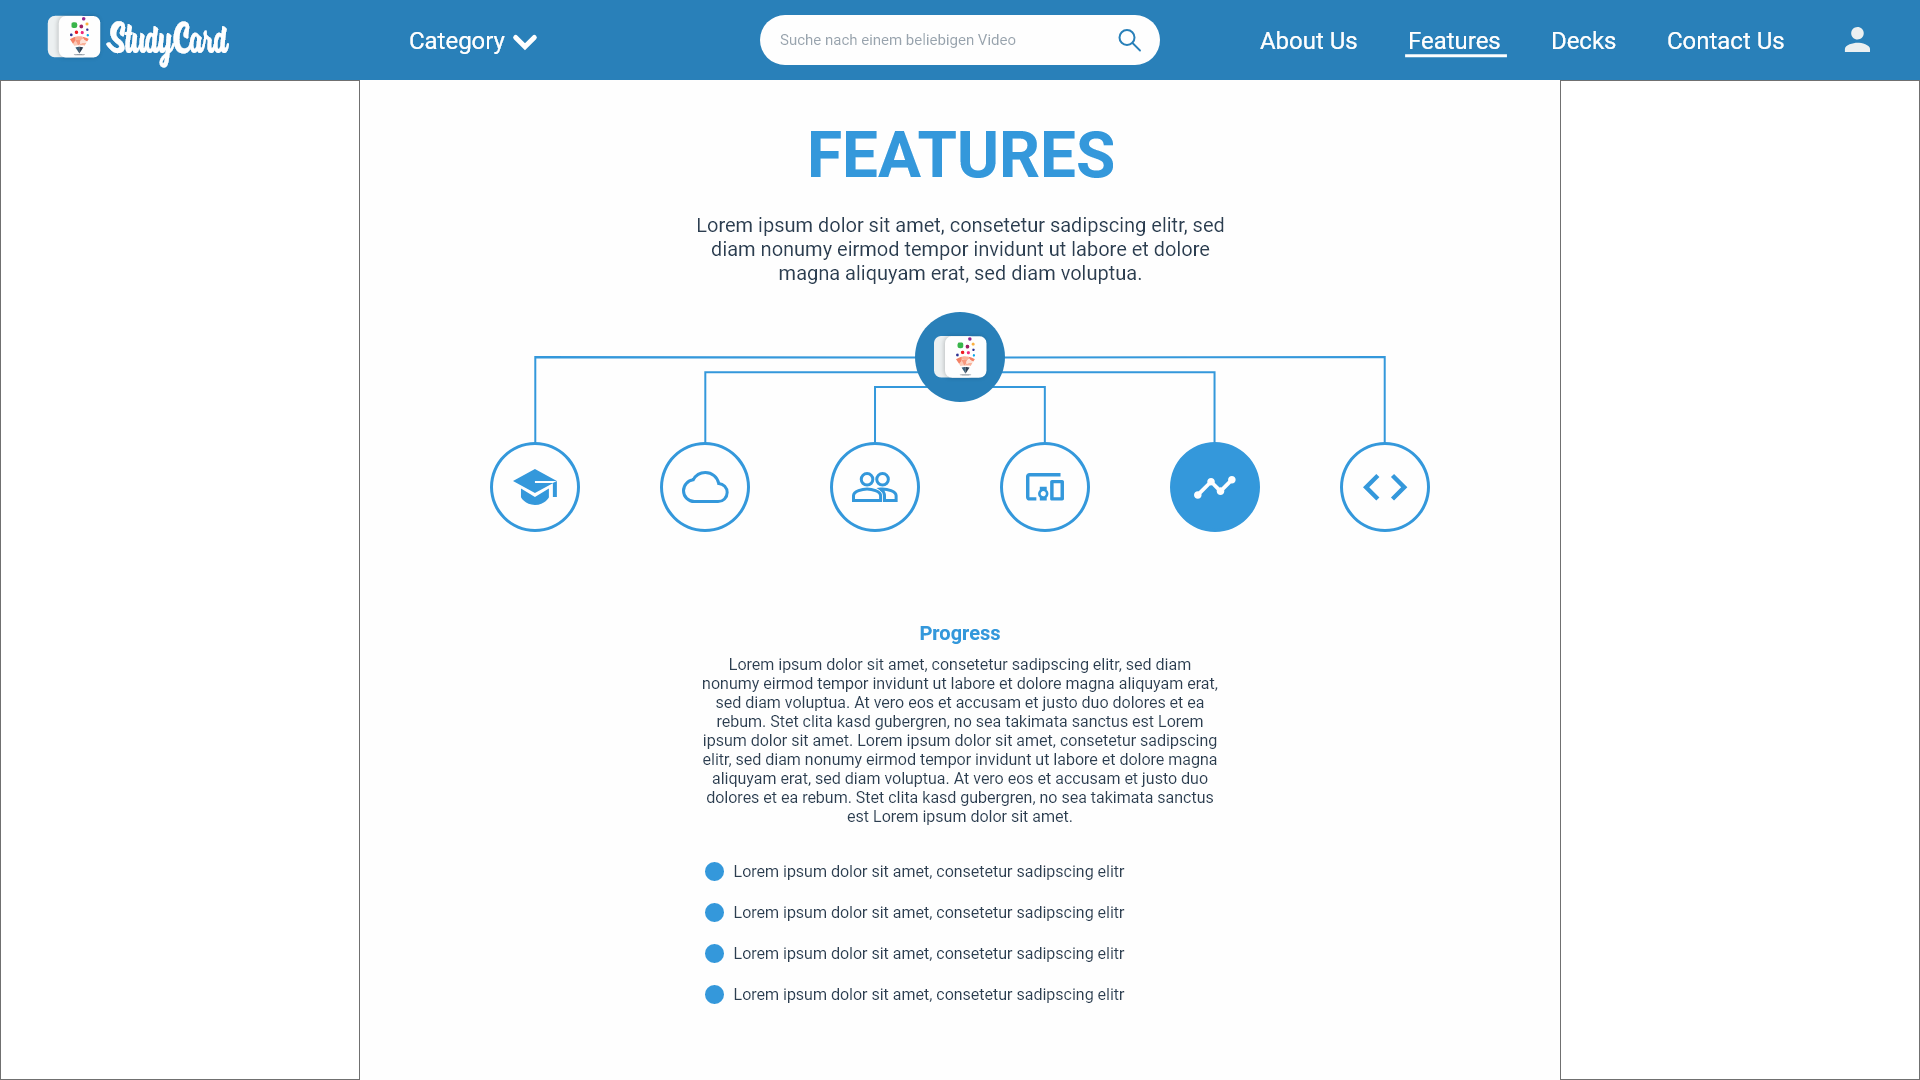 StudyCard
Category
Suche nach einem beliebigen Video
About Us
Features
Decks
Contact Us
FEATURES
Lorem ipsum dolor sit amet, consetetur sadipscing elitr, sed
diam nonumy eirmod tempor invidunt ut labore et dolore
magna aliquyam erat, sed diam voluptua.
Progress
Lorem ipsum dolor sit amet, consetetur sadipscing elitr, sed diam
nonumy eirmod tempor invidunt ut labore et dolore magna aliquyam erat,
sed diam voluptua. At vero eos et accusam et justo duo dolores et ea
rebum. Stet clita kasd gubergren, no sea takimata sanctus est Lorem
ipsum dolor sit amet. Lorem ipsum dolor sit amet, consetetur sadipscing
elitr, sed diam nonumy eirmod tempor invidunt ut labore et dolore magna
aliquyam erat, sed diam voluptua. At vero eos et accusam et justo duo
dolores et ea rebum. Stet clita kasd gubergren, no sea takimata sanctus
est Lorem ipsum dolor sit amet.
Lorem ipsum dolor sit amet, consetetur sadipscing elitr
Lorem ipsum dolor sit amet, consetetur sadipscing elitr
Lorem ipsum dolor sit amet, consetetur sadipscing elitr
Lorem ipsum dolor sit amet, consetetur sadipscing elitr